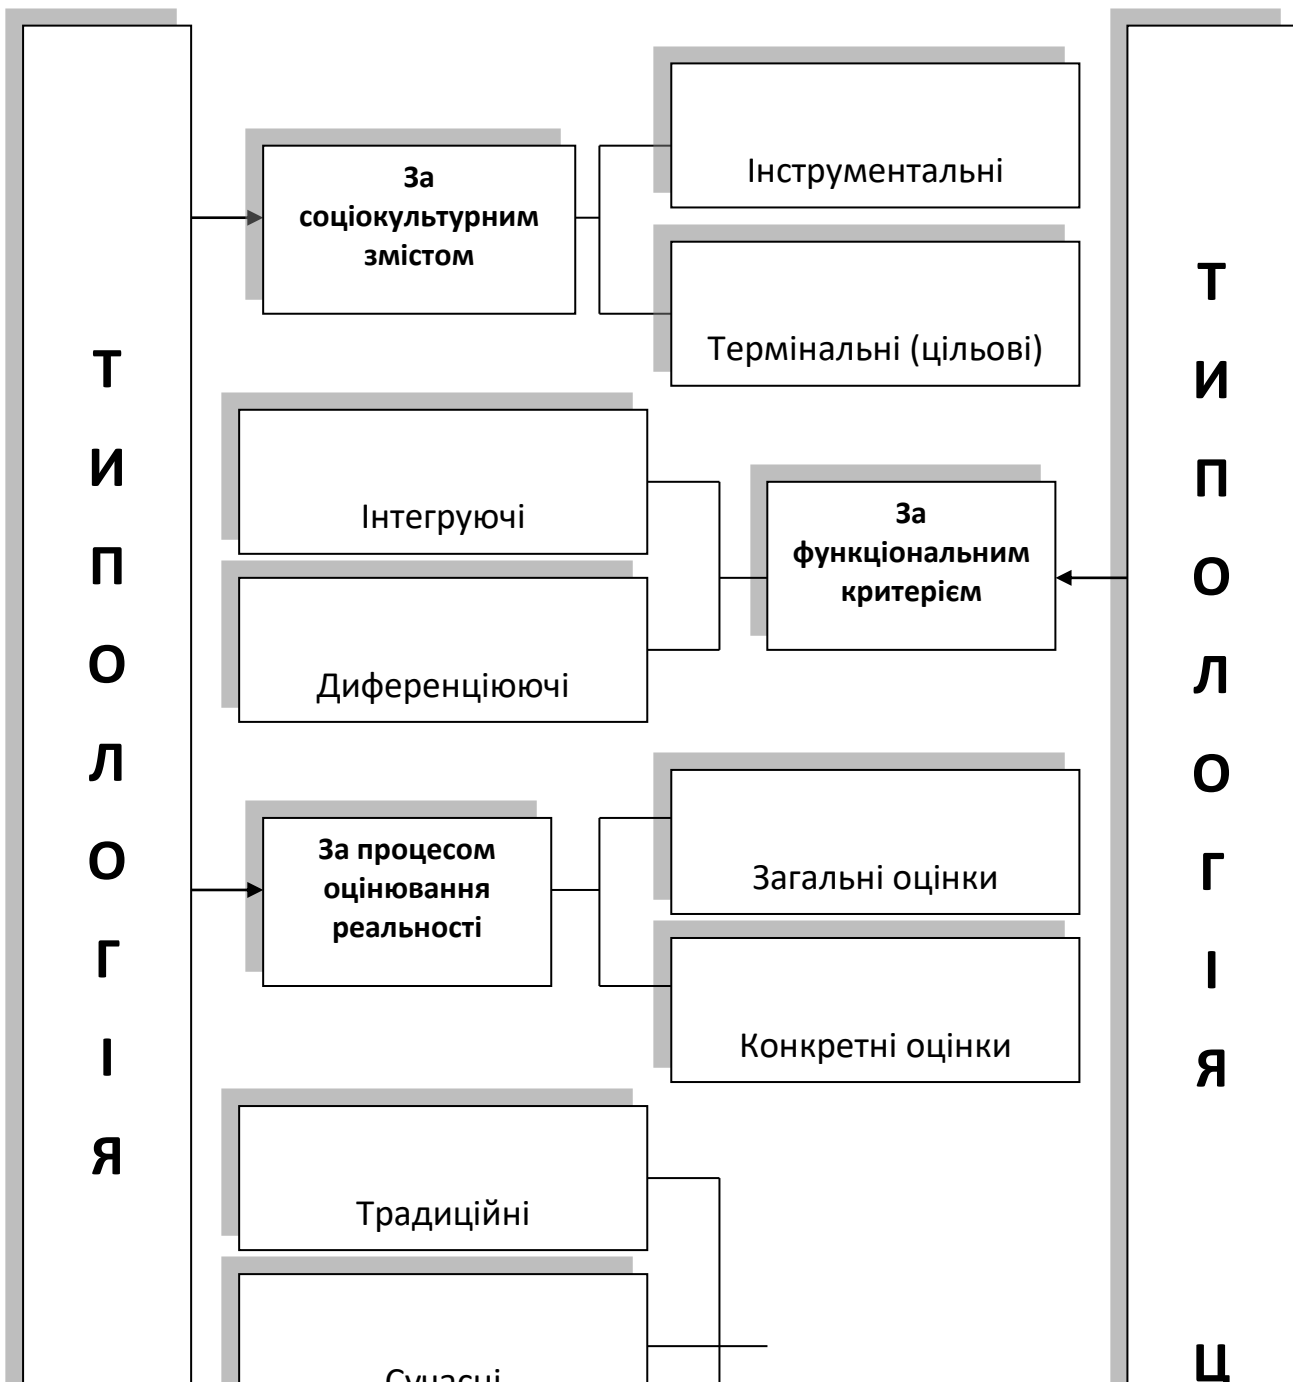 Т
И
П
О
Л
О
Г
І
Я
За
соціокультурним
змістом
Інструментальні
Термінальні (цільові)
Інтегруючі
Диференціюючі
За
функціональним
критерієм
За процесом
оцінювання
реальності
Загальні оцінки
Конкретні оцінки
Традиційні
Сучасні
Т
И
П
О
Л
О
Г
І
Я
Ц